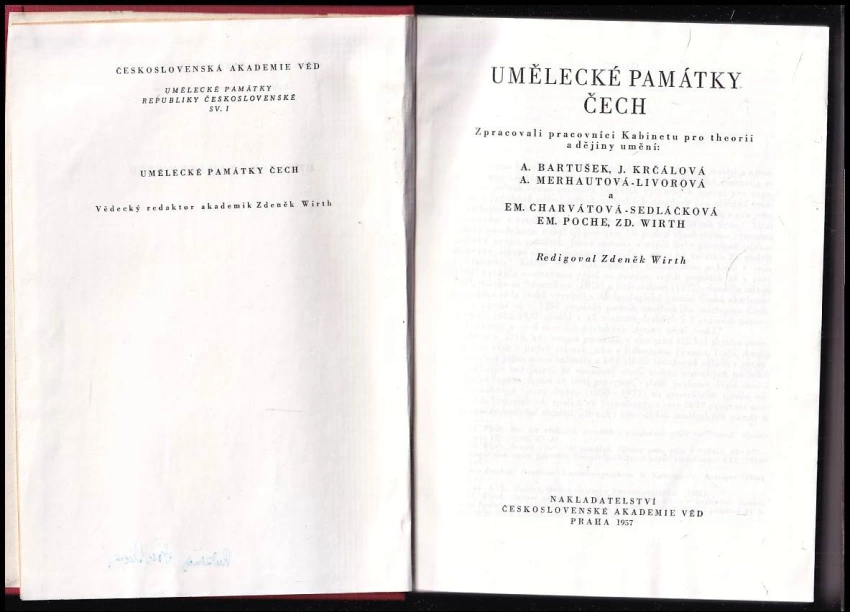 ČESKOSLOVENSKÁ AKADEMIE VĚD
UMĚLECKÉ PAMÁTKY
REPUBLIKY ČESKOSLOVENSKÉ
SV. I
UMĚLECKÉ PAMÁTKY ČECH
Vědecký redaktor akademik Zdeněk Wirth
UMĚLECKÉ PAMÁTKY
ČECH
Zpracovali pracovníci Kabinetu pro theorii
a dějiny umění:
A. BARTUŠEK, J. KRČÁLOVÁ
A. MERHAUTOVÁ-LIVOROVÁ
a
EM. CHARVÁTOVÁ-SEDLÁČKOVÁ
EM. POCHE, ZD. WIRTH
Redigoval Zdeněk Wirth
NAKLADATELSTVÍ
ČESKOSLOVENSKÉ AKADEMIE VĚD
PRAHA 1957